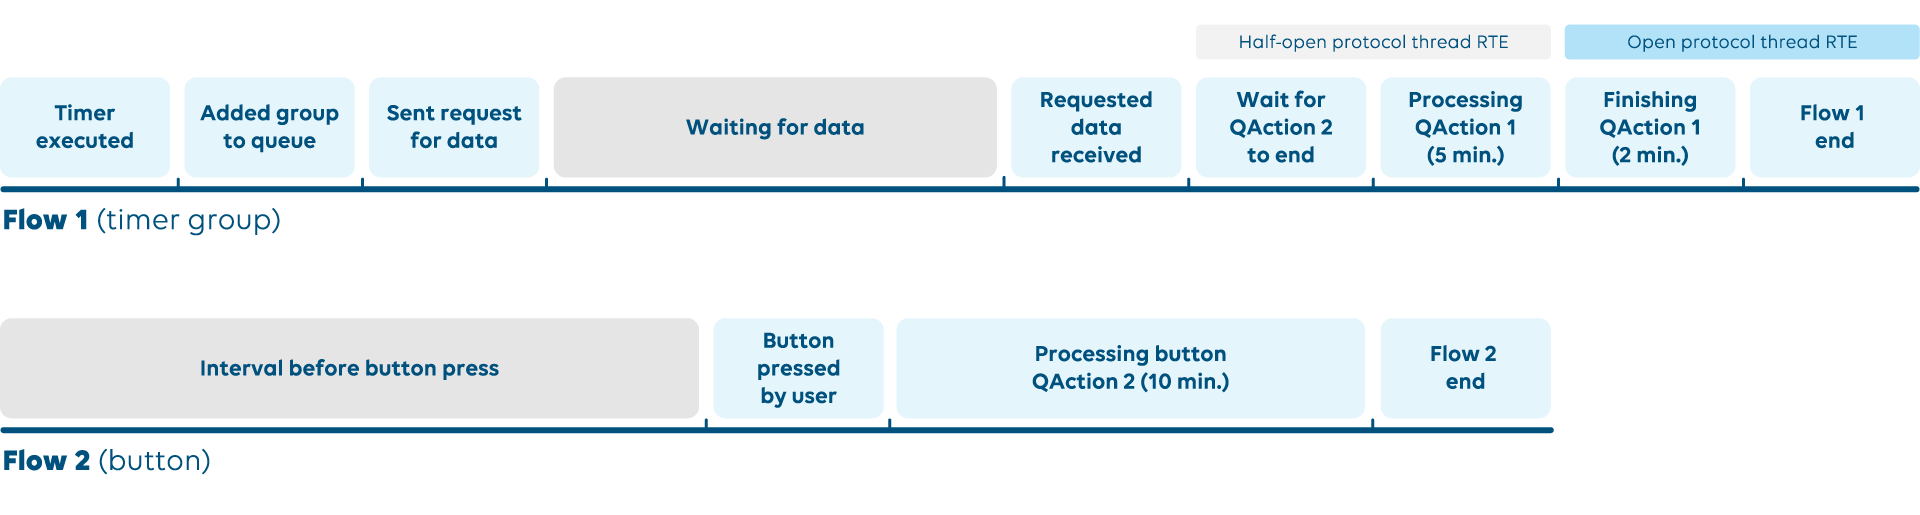 Half-open protocol thread RTE
Open protocol thread RTE
Timer
executed
Added group
to queue
Sent request
for data
Waiting for data
Requested
data
received
Wait for
QAction 2
to end
Processing
QAction 1
(5 min.)
Finishing
QAction 1
(2 min.)
Flow 1
end
Flow 1 (timer group)
Interval before button press
Button
pressed
by user
Processing button
QAction 2 (10 min.)
Flow 2
end
Flow 2 (button)